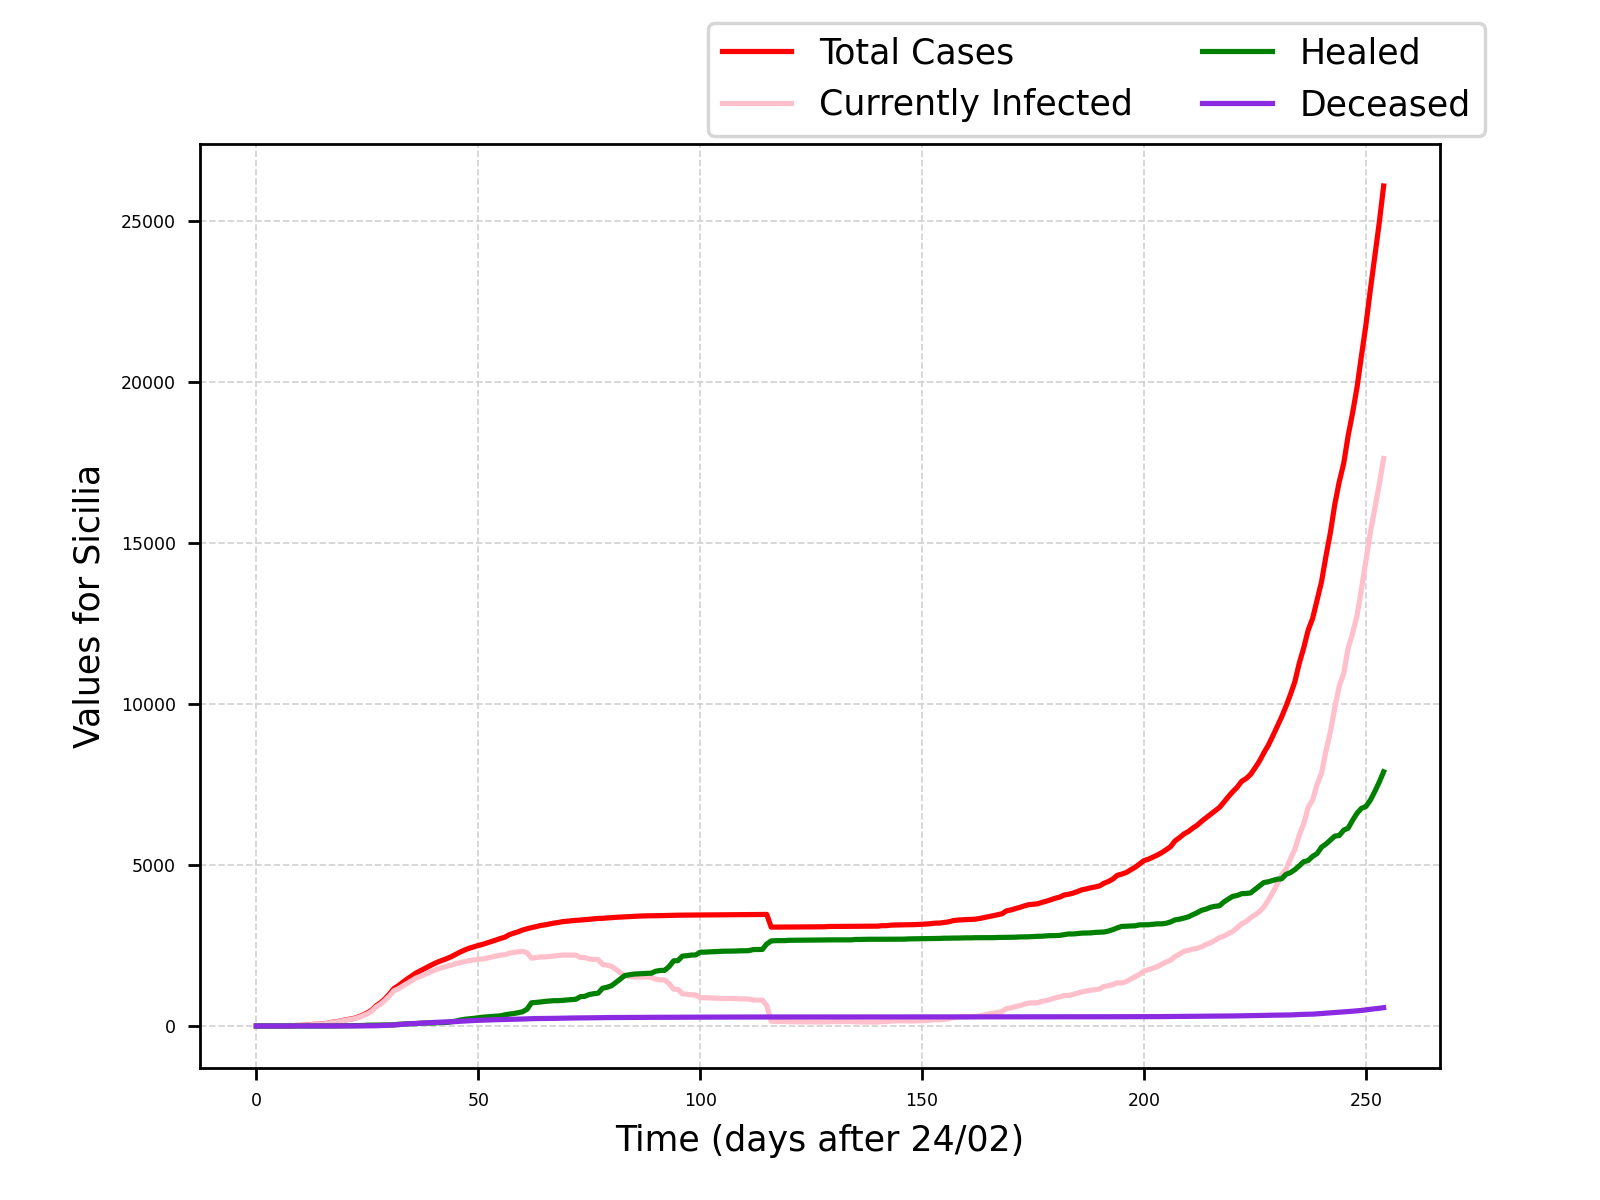 Total Cases
Currently Infected
Healed
Deceased
Values for Sicilia
25000
20000
15000
10000
5000
0
0 50 100 150 200 250
Time (days after 24/02)